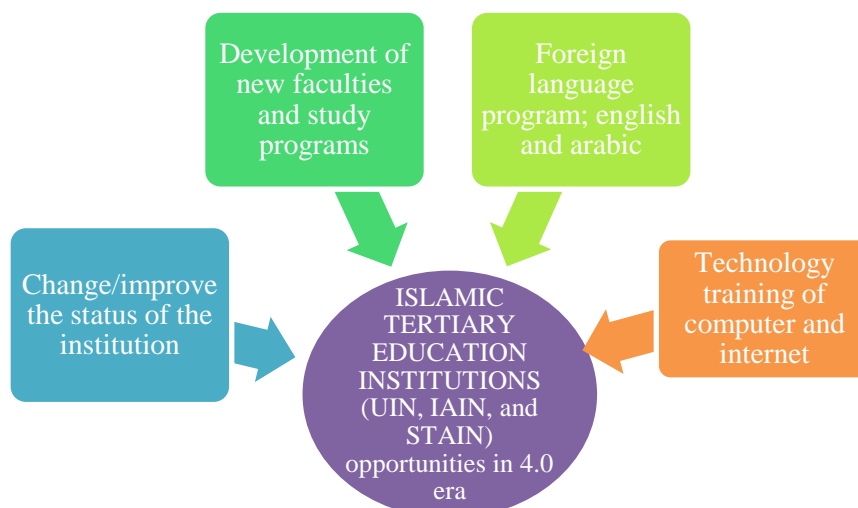 Development of
new faculties
and study
programs
Foreign
language
program; english
and arabic
Change/improve
the status of the
institution
Technology
training of
computer and
internet
ISLAMIC
TERTIARY
EDUCATION
INSTITUTIONS
(UIN, IAIN, and
STAIN)
opportunities in 4.0
era